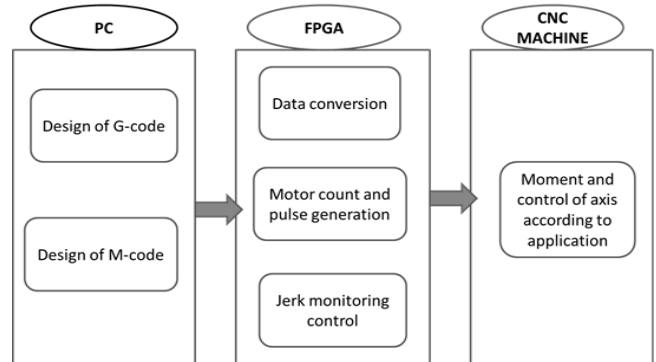 PC
Design of G-code
Design of M-code
FPGA
Data conversion
Motor count and
pulse generation
Jerk monitoring
control
CNC
MACHINE
Moment and
control of axis
according to
application